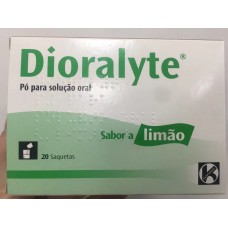 Dioralyte®
Pó para solução oral
Sabor a limão
20 Saquetas
K